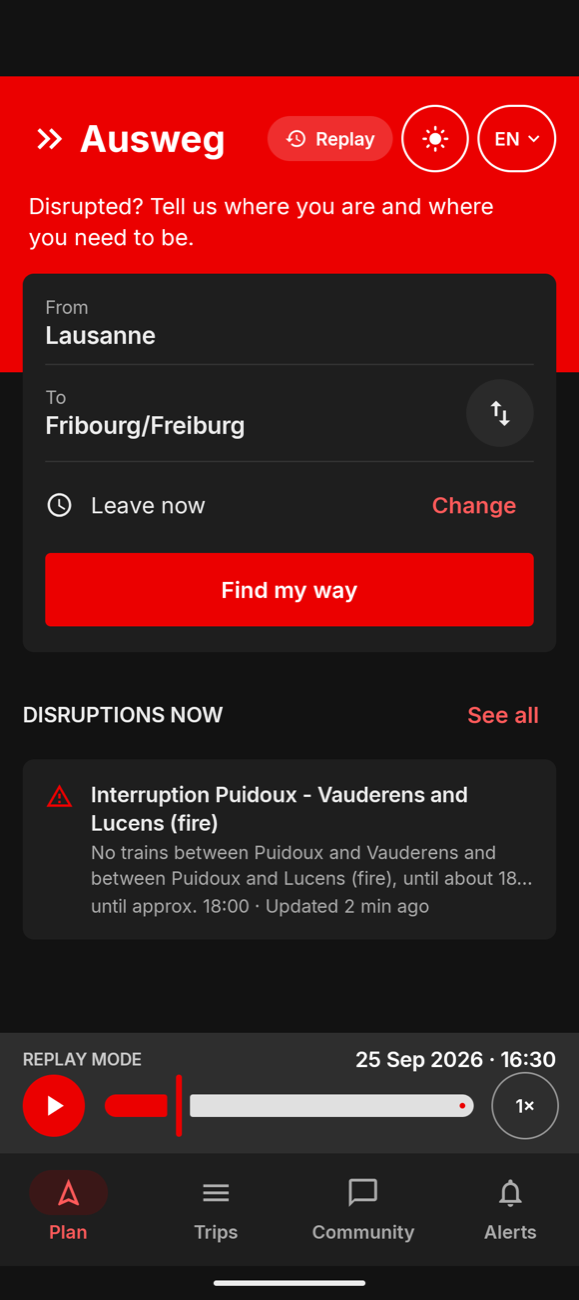 Ausweg
Replay
EN
Disrupted? Tell us where you are and where
you need to be.
From
Lausanne
To
Fribourg/Freiburg
Leave now
Change
Find my way
DISRUPTIONS NOW
See all
Interruption Puidoux - Vauderens and
Lucens (fire)
No trains between Puidoux and Vauderens and
between Puidoux and Lucens (fire), until about 18...
until approx. 18:00 · Updated 2 min ago
REPLAY MODE
25 Sep 2026 · 16:30
1×
Plan
Trips
Community
Alerts